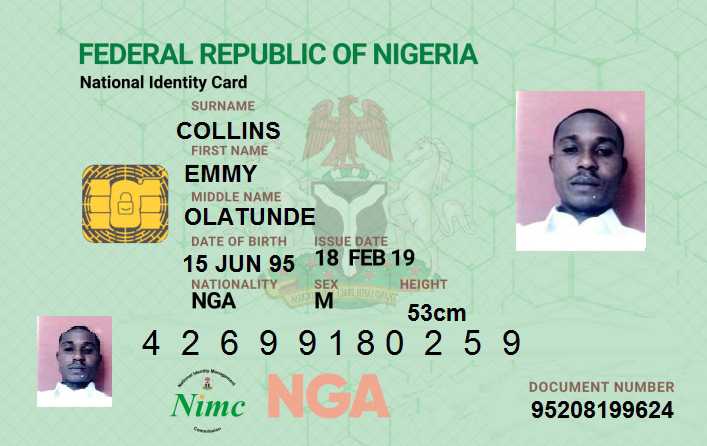 FEDERAL REPUBLIC OF NIGERIA
National Identity Card
SURNAME
COLLINS
FIRST NAME
EMMY
MIDDLE NAME
OLATUNDE
DATE OF BIRTH ISSUE DATE
15 JUN 95 18 FEB 19
NATIONALITY SEX HEIGHT
NGA M 53cm
4 2 6 9 9 1 8 0 2 5 9
National Identity Management
Nimc
Commission
NGA
DOCUMENT NUMBER
95208199624